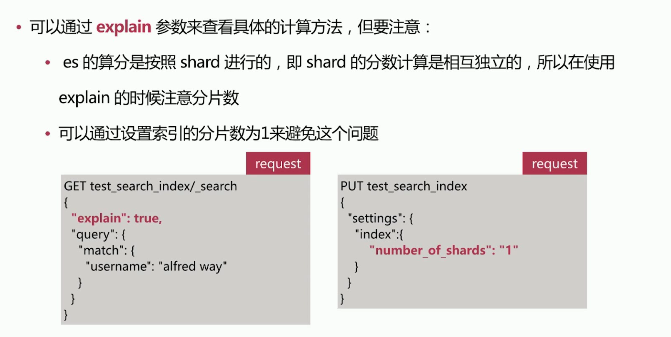 • 可以通过 explain 参数来查看具体的计算方法，但要注意：
• es 的算分是按照 shard 进行的，即 shard 的分数计算是相互独立的，所以在使用
explain 的时候注意分片数
• 可以通过设置索引的分片数为1来避免这个问题
request
GET test_search_index/_search
{
"explain": true,
"query": {
"match": {
"username": "alfred way"
}
}
}
request
PUT test_search_index
{
"settings": {
"index":{
"number_of_shards": "1"
}
}
}